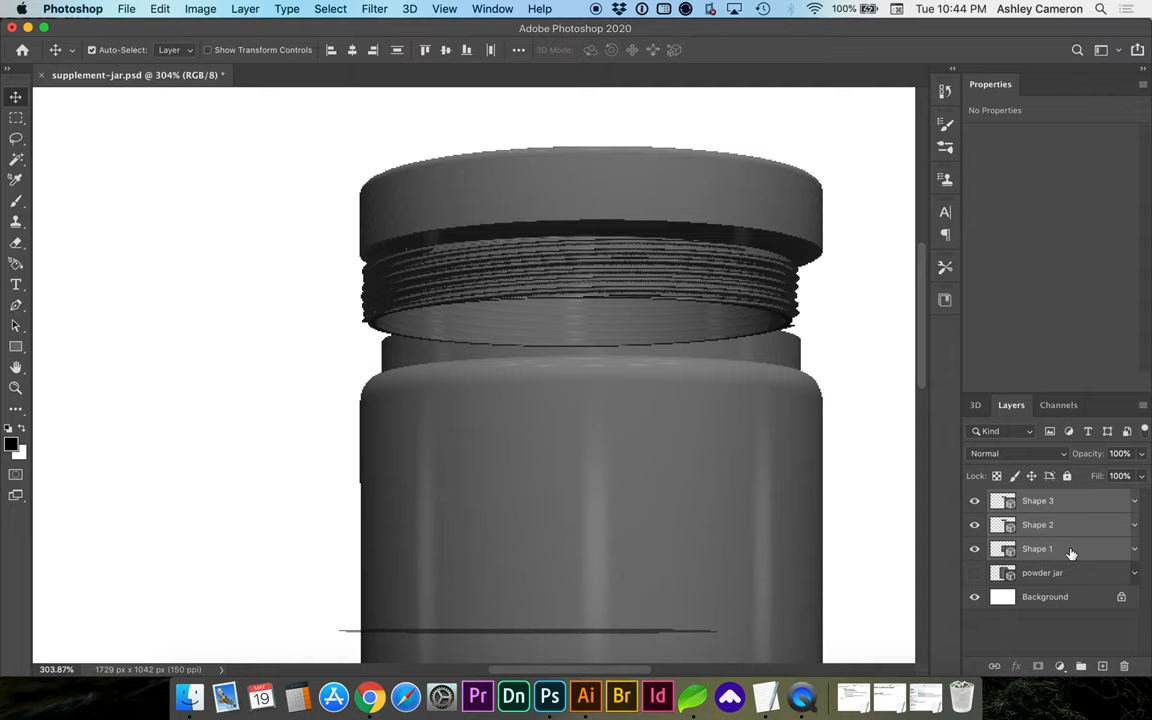 Photoshop File Edit Image Layer Type Select Filter 3D View Window Help 100% Tue 10:44 PM Ashley Cameron
Adobe Photoshop 2020
Auto-Select: Layer Show Transform Controls 3D Mode:
supplement-jar.psd @ 304% (RGB/8) *
Properties
No Properties
3D Layers Channels
Kind
Normal Opacity: 100%
Lock: Fill: 100%
Shape 3
Shape 2
Shape 1
powder jar
Background
303.87% 1729 px x 1042 px (150 ppi)
MAY
19
Pr Dn Ps Ai Br Id